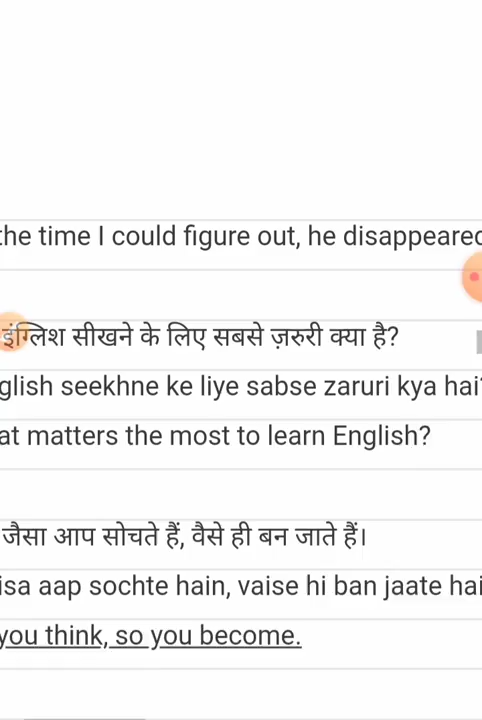 the time I could figure out, he disappeared
इंग्लिश सीखने के लिए सबसे ज़रुरी क्या है?
glish seekhne ke liye sabse zaruri kya hai?
at matters the most to learn English?
जैसा आप सोचते हैं, वैसे ही बन जाते हैं।
isa aap sochte hain, vaise hi ban jaate hai
you think, so you become.